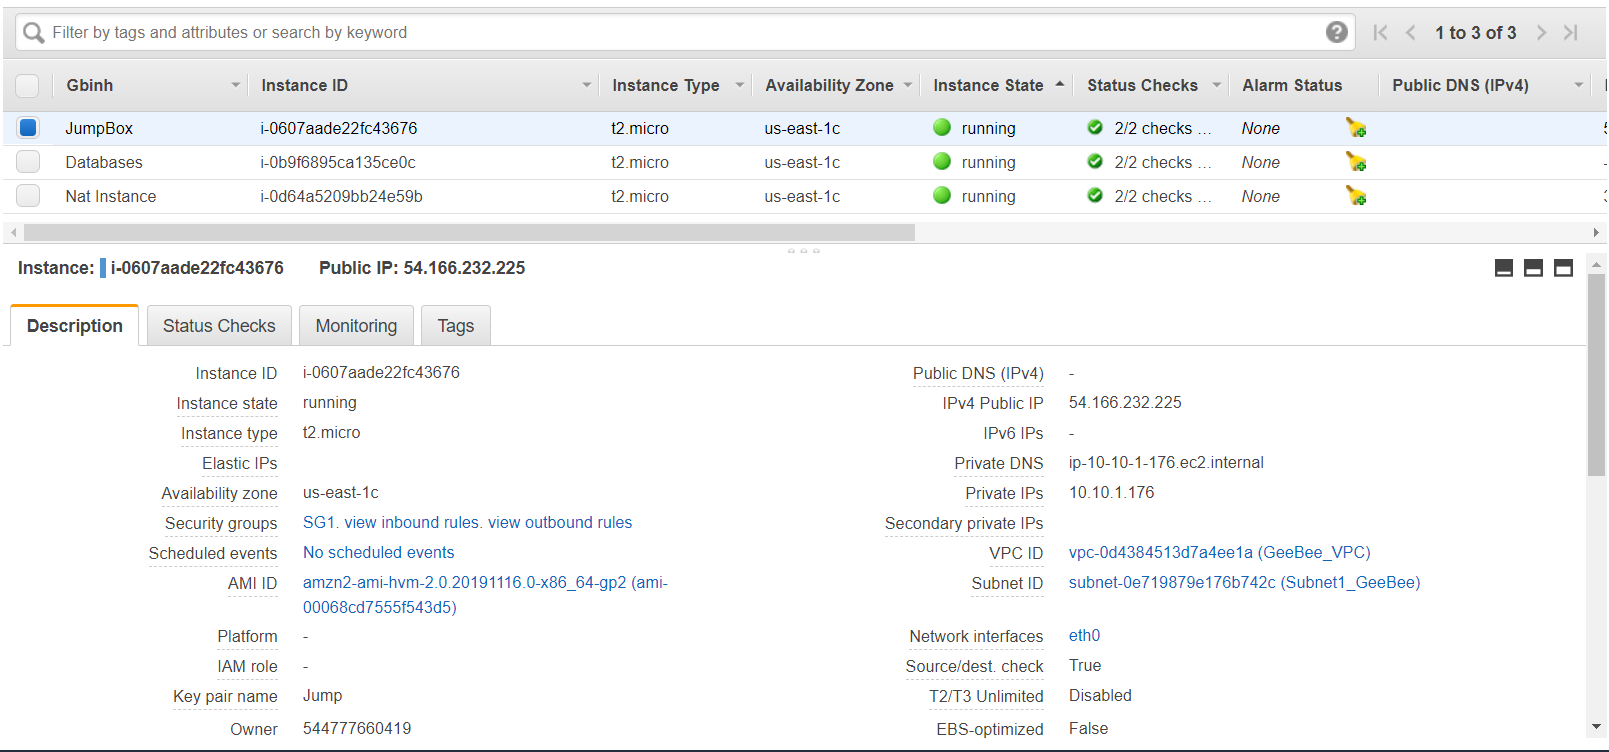 Filter by tags and attributes or search by keyword
1 to 3 of 3
Gbinh Instance ID Instance Type Availability Zone Instance State Status Checks Alarm Status Public DNS (IPv4)
JumpBox i-0607aade22fc43676 t2.micro us-east-1c running 2/2 checks ... None
Databases i-0b9f6895ca135ce0c t2.micro us-east-1c running 2/2 checks ... None -
Nat Instance i-0d64a5209bb24e59b t2.micro us-east-1c running 2/2 checks ... None
Instance: i-0607aade22fc43676 Public IP: 54.166.232.225
Description Status Checks Monitoring Tags
Instance ID i-0607aade22fc43676 Public DNS (IPv4) -
Instance state running IPv4 Public IP 54.166.232.225
Instance type t2.micro IPv6 IPs -
Elastic IPs Private DNS ip-10-10-1-176.ec2.internal
Availability zone us-east-1c Private IPs 10.10.1.176
Security groups SG1. view inbound rules. view outbound rules Secondary private IPs
Scheduled events No scheduled events VPC ID vpc-0d4384513d7a4ee1a (GeeBee_VPC)
AMI ID amzn2-ami-hvm-2.0.20191116.0-x86_64-gp2 (ami- Subnet ID subnet-0e719879e176b742c (Subnet1_GeeBee)
00068cd7555f543d5)
Platform - Network interfaces eth0
IAM role - Source/dest. check True
Key pair name Jump T2/T3 Unlimited Disabled
Owner 544777660419 EBS-optimized False